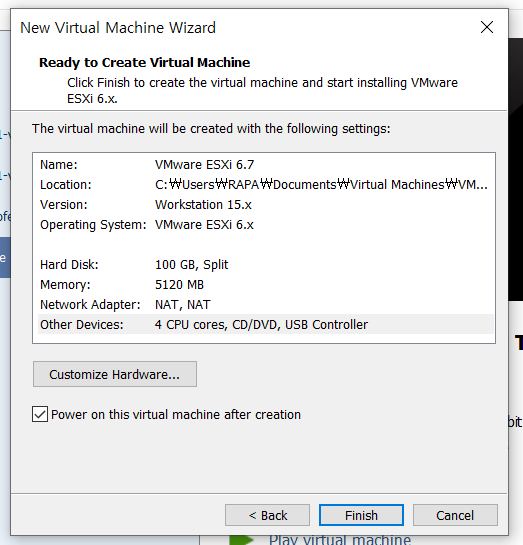 New Virtual Machine Wizard
Ready to Create Virtual Machine
Click Finish to create the virtual machine and start installing VMware
ESXi 6.x.
The virtual machine will be created with the following settings:
Name: VMware ESXi 6.7
Location: C:₩Users₩RAPA₩Documents₩Virtual Machines₩VM...
Version: Workstation 15.x
Operating System: VMware ESXi 6.x
Hard Disk: 100 GB, Split
Memory: 5120 MB
Network Adapter: NAT, NAT
Other Devices: 4 CPU cores, CD/DVD, USB Controller
Customize Hardware...
Power on this virtual machine after creation
< Back Finish Cancel
Play virtual machine